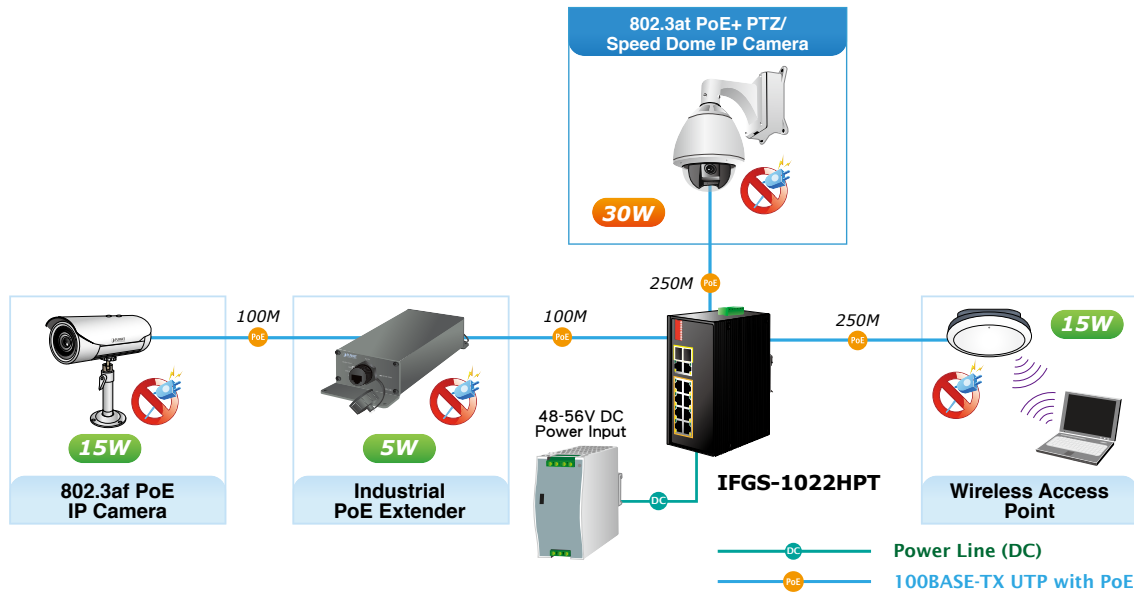 802.3at PoE+ PTZ/
Speed Dome IP Camera
30W
250M
PoE
100M
PoE
100M
PoE
250M
PoE
15W
15W
5W
48-56V DC
Power Input
DC
IFGS-1022HPT
802.3af PoE
IP Camera
Industrial
PoE Extender
Wireless Access
Point
DC
Power Line (DC)
PoE
100BASE-TX UTP with PoE